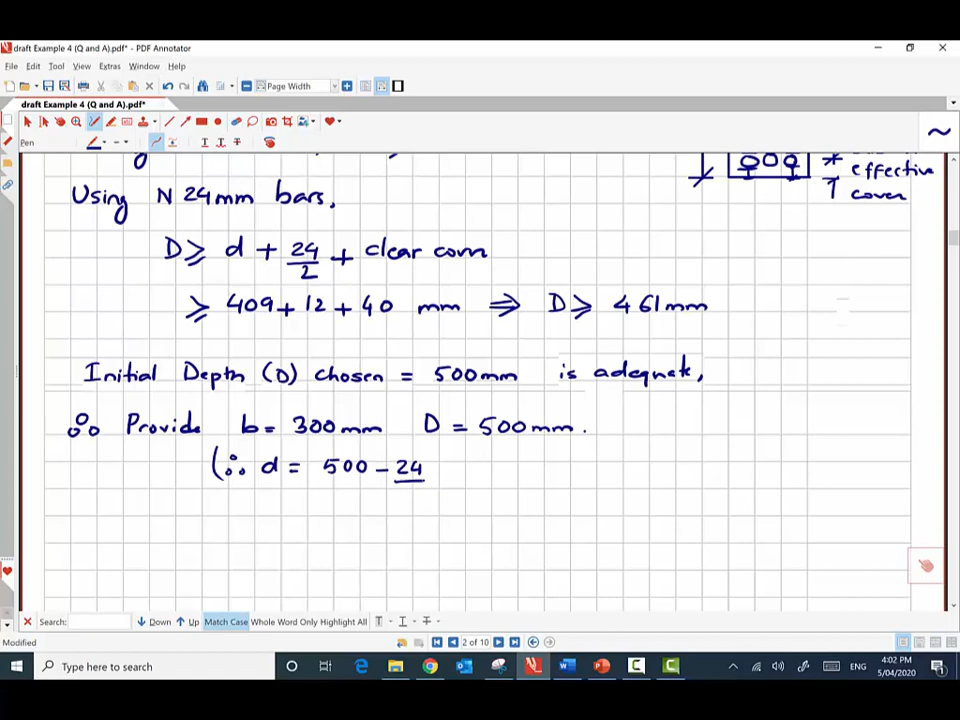 draft Example 4 (Q and A).pdf* - PDF Annotator
File Edit Tool View Extras Window Help
Page Width
draft Example 4 (Q and A).pdf*
Pen
effective
cover
Using N 24mm bars.
D ⩾ d + 24/2 + clear corn
⩾ 409 + 12 + 40 mm ⇒ D ⩾ 461mm
Initial Depth (D) chosen = 500mm is adequate,
∴ Provide b = 300mm D = 500mm.
(∴ d = 500 - 24
Search: Down Up Match Case Whole Word Only Highlight All
Modified 2 of 10
Type here to search
ENG 4:02 PM
5/04/2020
1